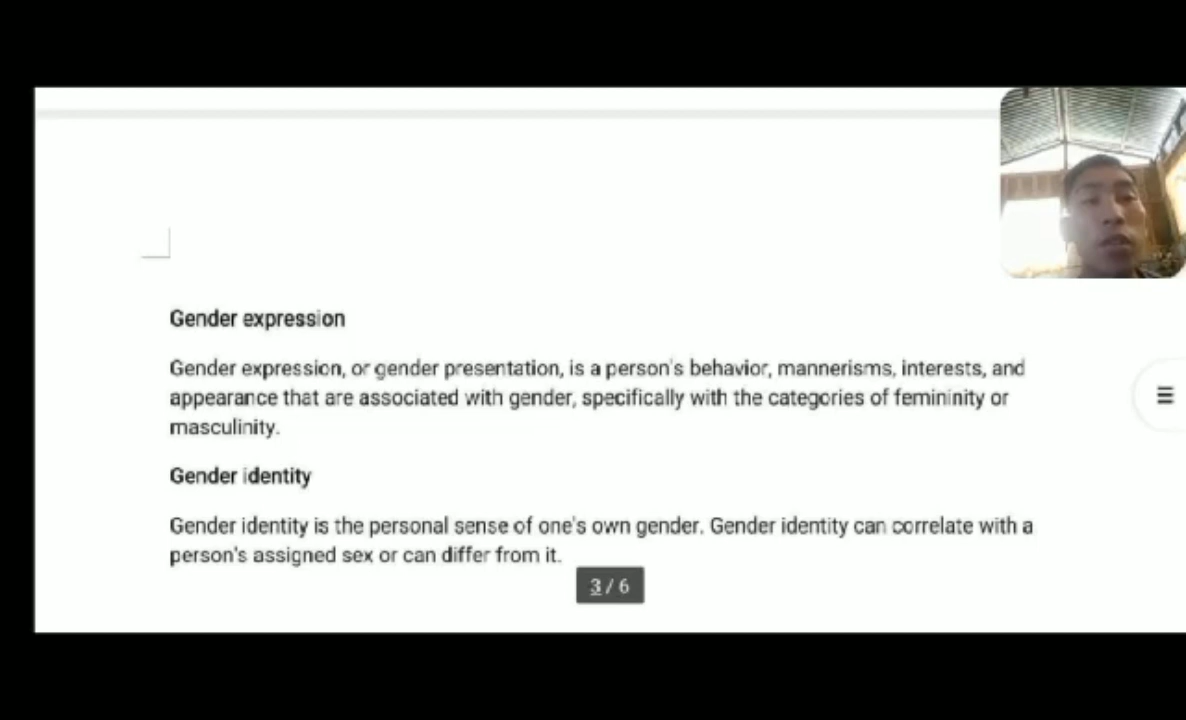 Gender expression
Gender expression, or gender presentation, is a person's behavior, mannerisms, interests, and
appearance that are associated with gender, specifically with the categories of femininity or
masculinity.
Gender identity
Gender identity is the personal sense of one's own gender. Gender identity can correlate with a
person's assigned sex or can differ from it.
3 / 6